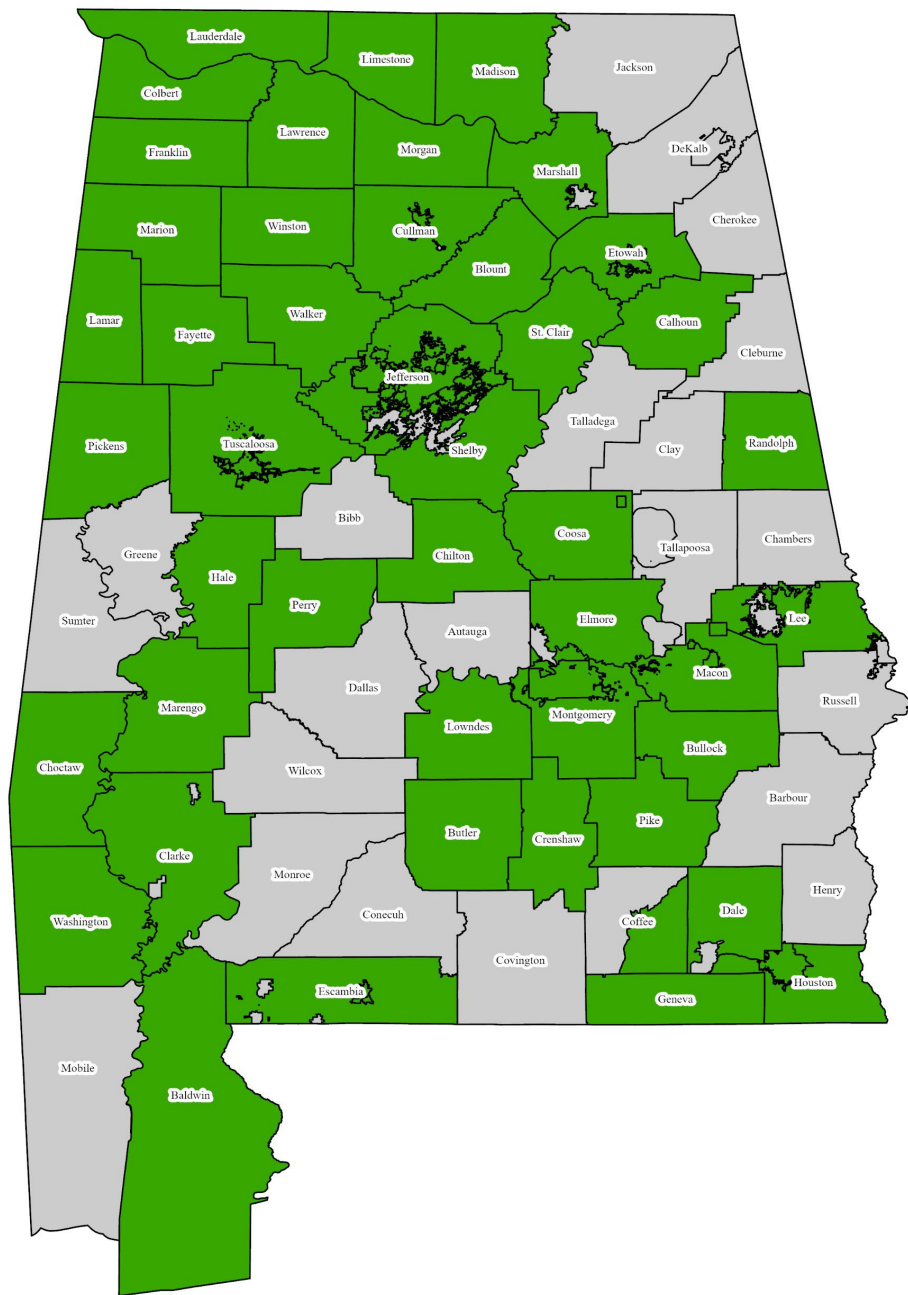 Lauderdale
Limestone
Madison
Jackson
Colbert
Lawrence
Franklin
Morgan
DeKalb
Marshall
Cherokee
Marion
Winston
Cullman
Etowah
Blount
Lamar
Fayette
Walker
St. Clair
Calhoun
Cleburne
Jefferson
Talladega
Pickens
Tuscaloosa
Shelby
Clay
Randolph
Bibb
Greene
Hale
Chilton
Coosa
Tallapoosa
Chambers
Sumter
Perry
Autauga
Elmore
Lee
Dallas
Macon
Marengo
Lowndes
Montgomery
Russell
Choctaw
Wilcox
Bullock
Barbour
Clarke
Butler
Crenshaw
Pike
Monroe
Henry
Washington
Conecuh
Coffee
Dale
Covington
Escambia
Geneva
Houston
Mobile
Baldwin